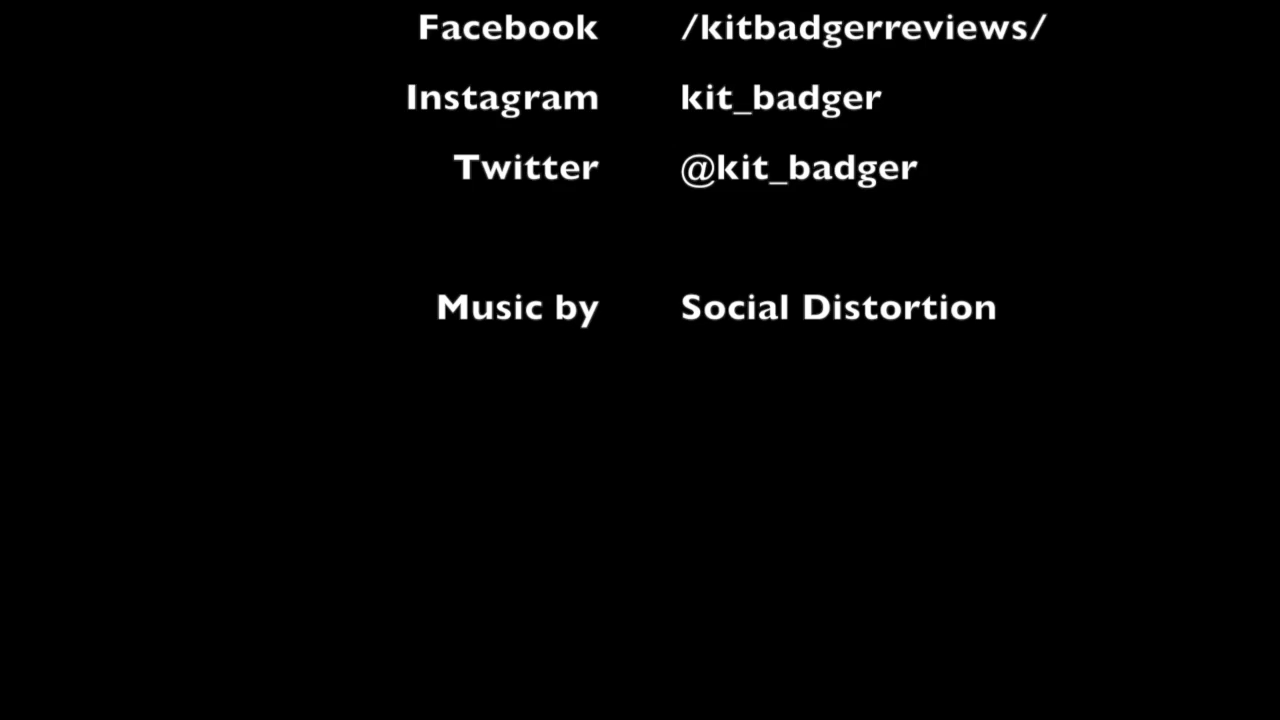 Facebook /kitbadgerreviews/
Instagram kit_badger
Twitter @kit_badger
Music by Social Distortion